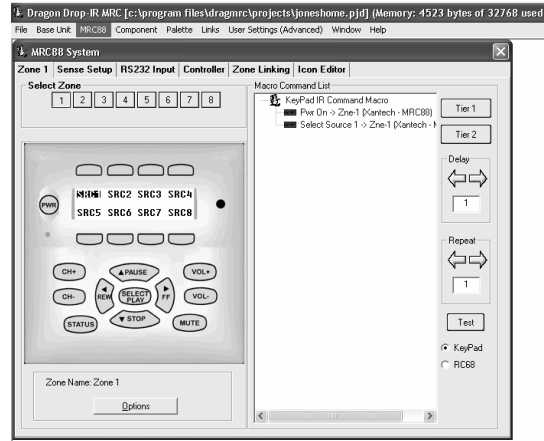 Dragon Drop-IR MRC [c:\program files\dragmrc\projects\joneshome.pjd] (Memory: 4523 bytes of 32768 used
File Base Unit MRC88 Component Palette Links User Settings (Advanced) Window Help
MRC88 System
Zone 1 Sense Setup RS232 Input Controller Zone Linking Icon Editor
Select Zone
1 2 3 4 5 6 7 8
Macro Command List
KeyPad IR Command Macro
Pwr On -> Zne-1 (Xantech - MRC88)
Select Source 1 -> Zne-1 (Xantech - M
Tier 1
Tier 2
Delay
1
Repeat
1
Test
KeyPad
RC68
SRC2 SRC3 SRC4
SRC5 SRC6 SRC7 SRC8
PWR
CH+ PAUSE VOL+
CH- REW SELECT PLAY FF VOL-
STATUS STOP MUTE
Zone Name: Zone 1
Options